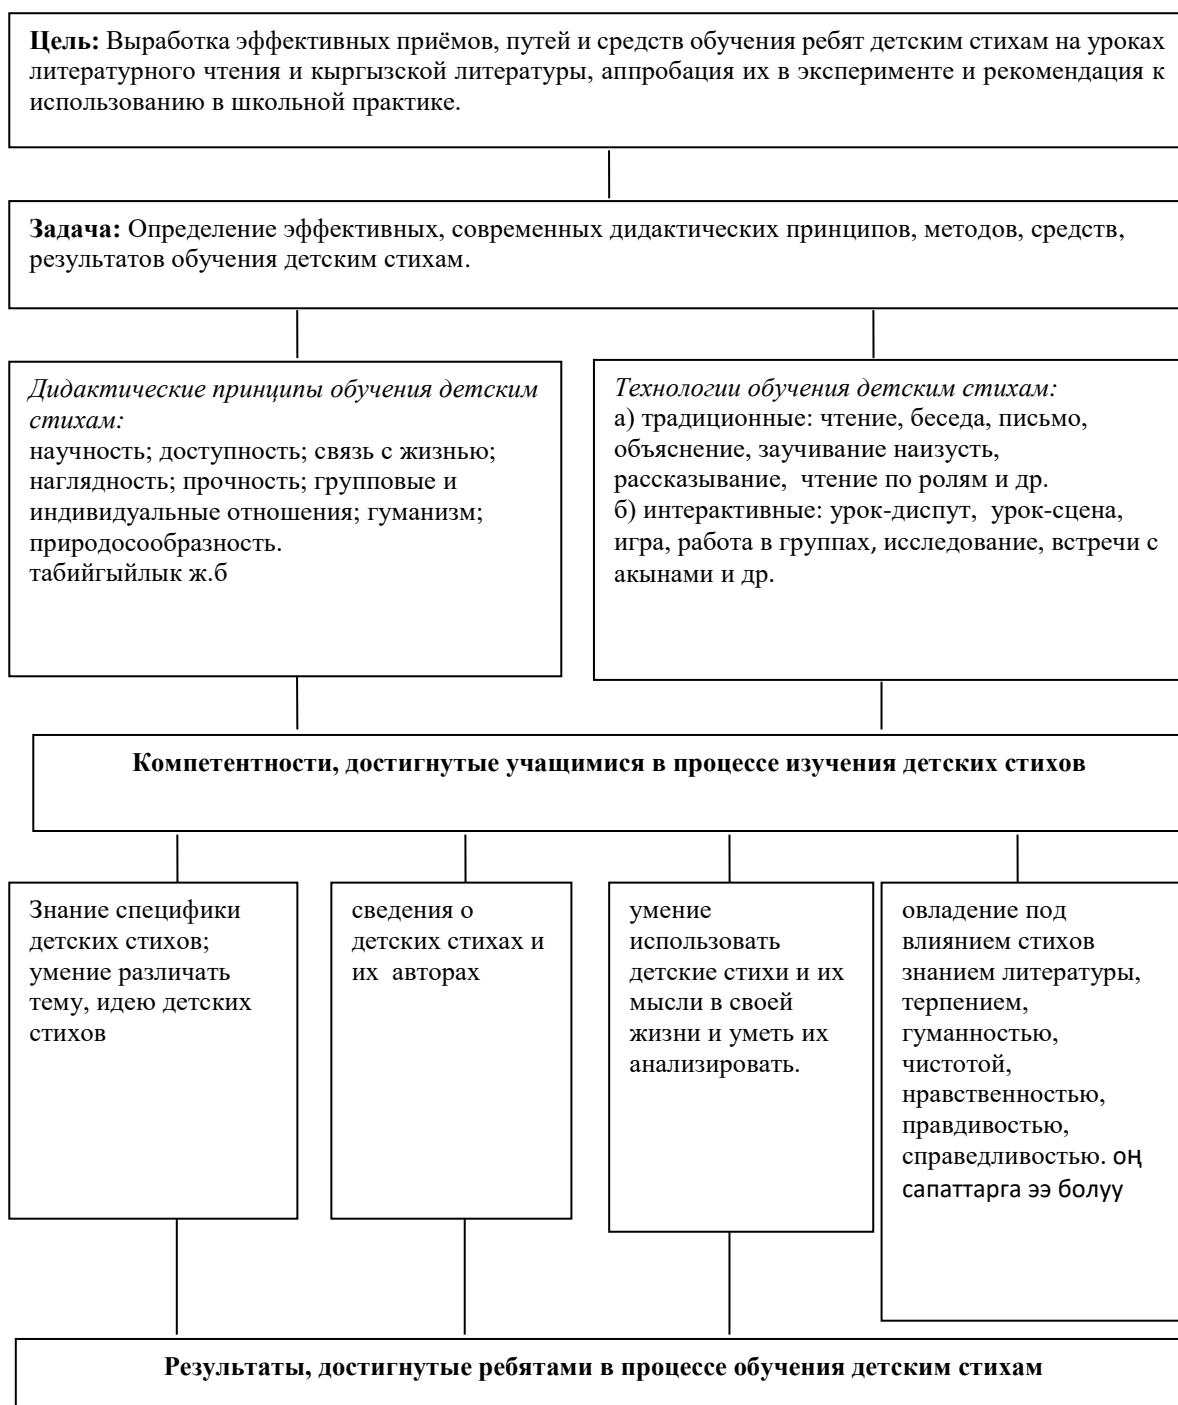 Цель: Выработка эффективных приёмов, путей и средств обучения ребят детским стихам на уроках
литературного чтения и кыргызской литературы, аппробация их в эксперименте и рекомендация к
использованию в школьной практике.
Задача: Определение эффективных, современных дидактических принципов, методов, средств,
результатов обучения детским стихам.
Дидактические принципы обучения детским
стихам:
научность; доступность; связь с жизнью;
наглядность; прочность; групповые и
индивидуальные отношения; гуманизм;
природосообразность.
табийгыйлык ж.б
Технологии обучения детским стихам:
а) традиционные: чтение, беседа, письмо,
объяснение, заучивание наизусть,
рассказывание, чтение по ролям и др.
б) интерактивные: урок-диспут, урок-сцена,
игра, работа в группах, исследование, встречи с
акынами и др.
Компетентности, достигнутые учащимися в процессе изучения детских стихов
Знание специфики
детских стихов;
умение различать
тему, идею детских
стихов
сведения о
детских стихах и
их авторах
умение
использовать
детские стихи и их
мысли в своей
жизни и уметь их
анализировать.
овладение под
влиянием стихов
знанием литературы,
терпением,
гуманностью,
чистотой,
нравственностью,
правдивостью,
справедливостью. оң
сапаттарга ээ болуу
Результаты, достигнутые ребятами в процессе обучения детским стихам